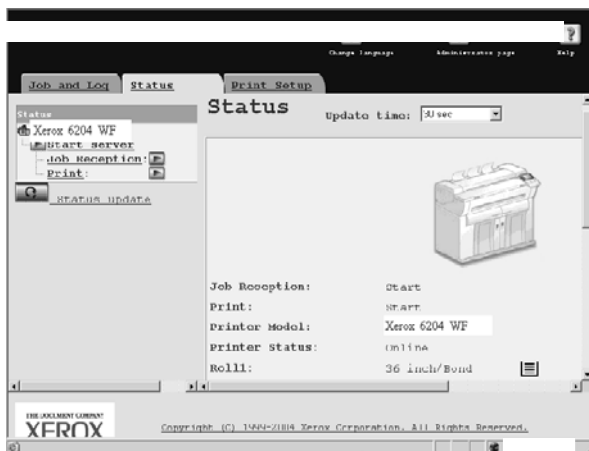 ?
Change language Administrator page Help
Job and Log Status Print Setup
Status
Update time: 30 sec
Status
Xerox 6204 WF
Start server
Job Reception:
Print:
Status update
Job Reception: Start
Print: Start
Printer Model: Xerox 6204 WF
Printer Status: Online
Roll1: 36 inch/Bond
THE DOCUMENT COMPANY
XEROX
Copyright (C) 1999-2004 Xerox Corporation. All Rights Reserved.